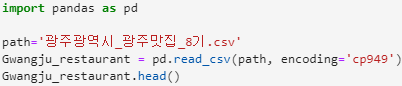 import pandas as pd

path='광주광역시_광주맛집_8기.csv'
Gwangju_restaurant = pd.read_csv(path, encoding='cp949')
Gwangju_restaurant.head()